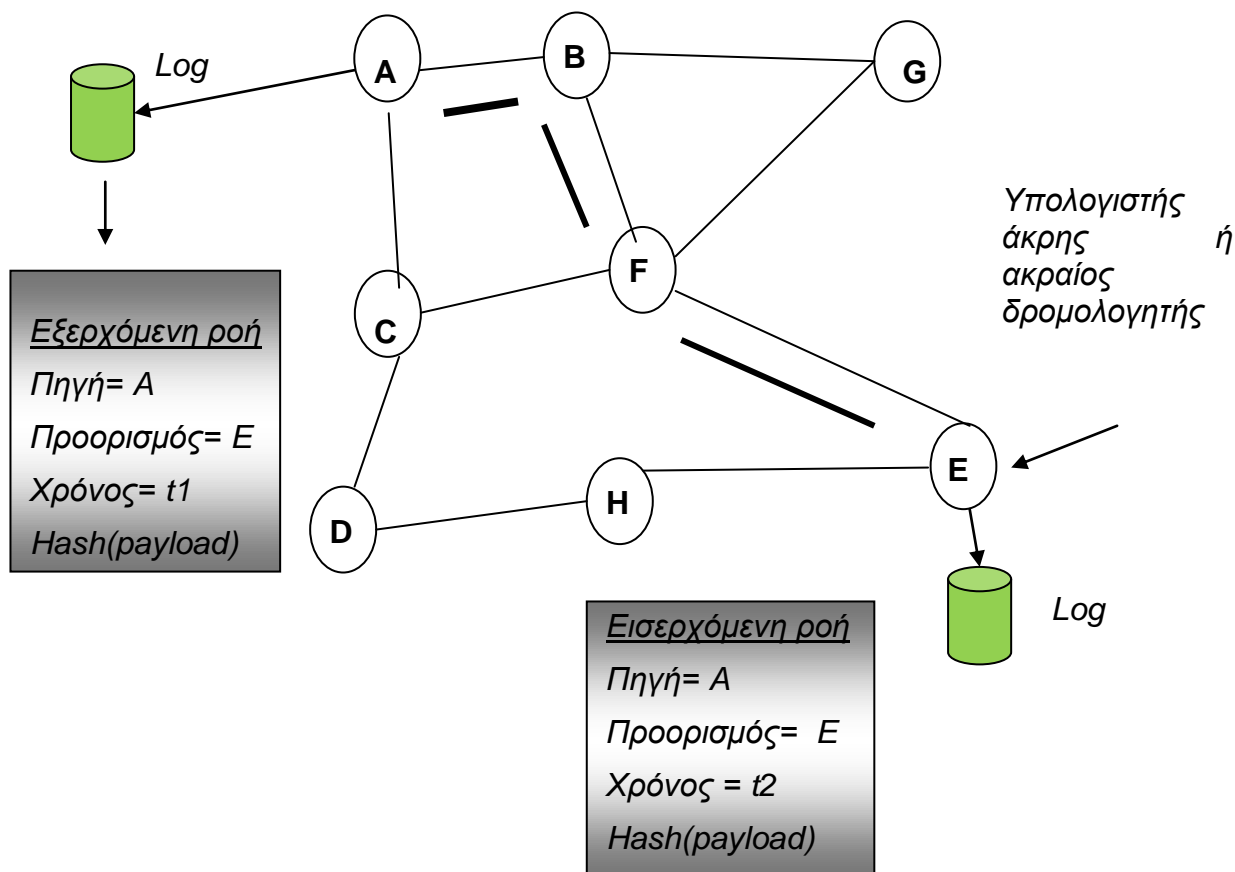 A
B
G
Log
Υπολογιστής
άκρης ή
ακραίος
δρομολογητής
F
C
Εξερχόμενη ροή
Πηγή= A
Προορισμός= E
Χρόνος= t1
Hash(payload)
E
H
D
Log
Εισερχόμενη ροή
Πηγή= A
Προορισμός= E
Χρόνος = t2
Hash(payload)